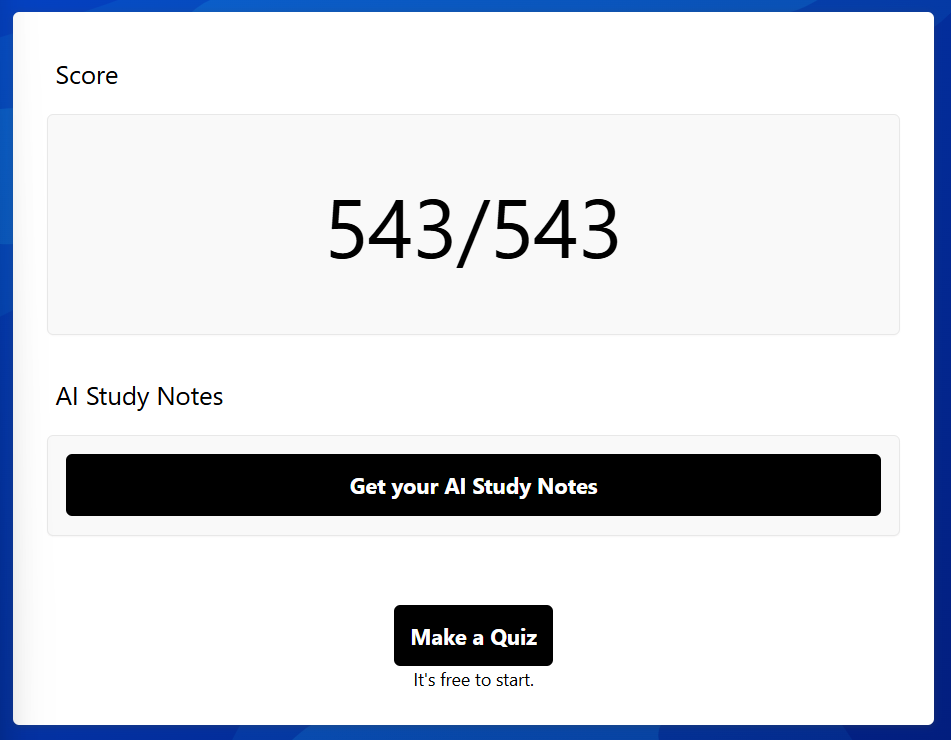 Score
543/543
AI Study Notes
Get your AI Study Notes
Make a Quiz
It's free to start.